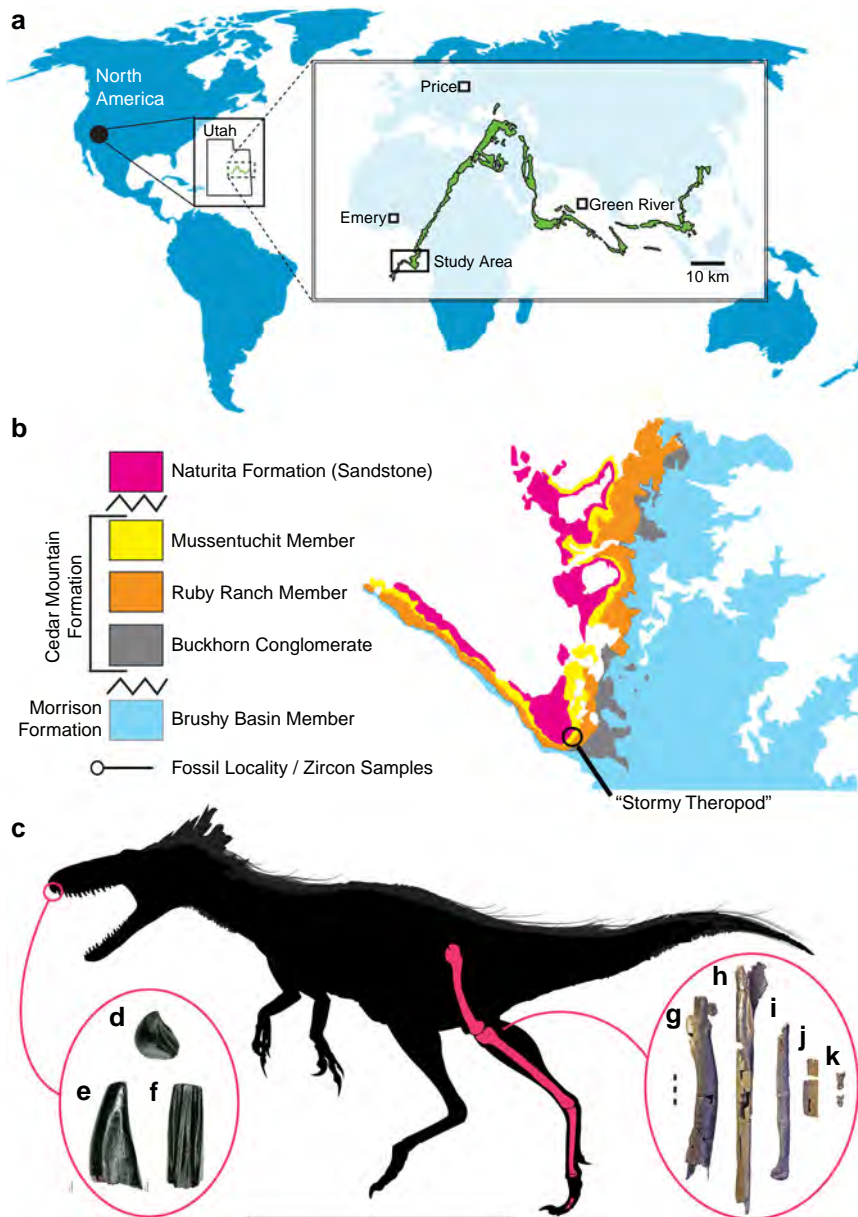 a
North
America
Utah
Price
Emery
Green River
Study Area
10 km
b
Naturita Formation (Sandstone)
Cedar Mountain
Formation
Mussentuchit Member
Ruby Ranch Member
Buckhorn Conglomerate
Morrison
Formation
Brushy Basin Member
Fossil Locality / Zircon Samples
“Stormy Theropod”
c
d
e
f
g
h
i
j
k